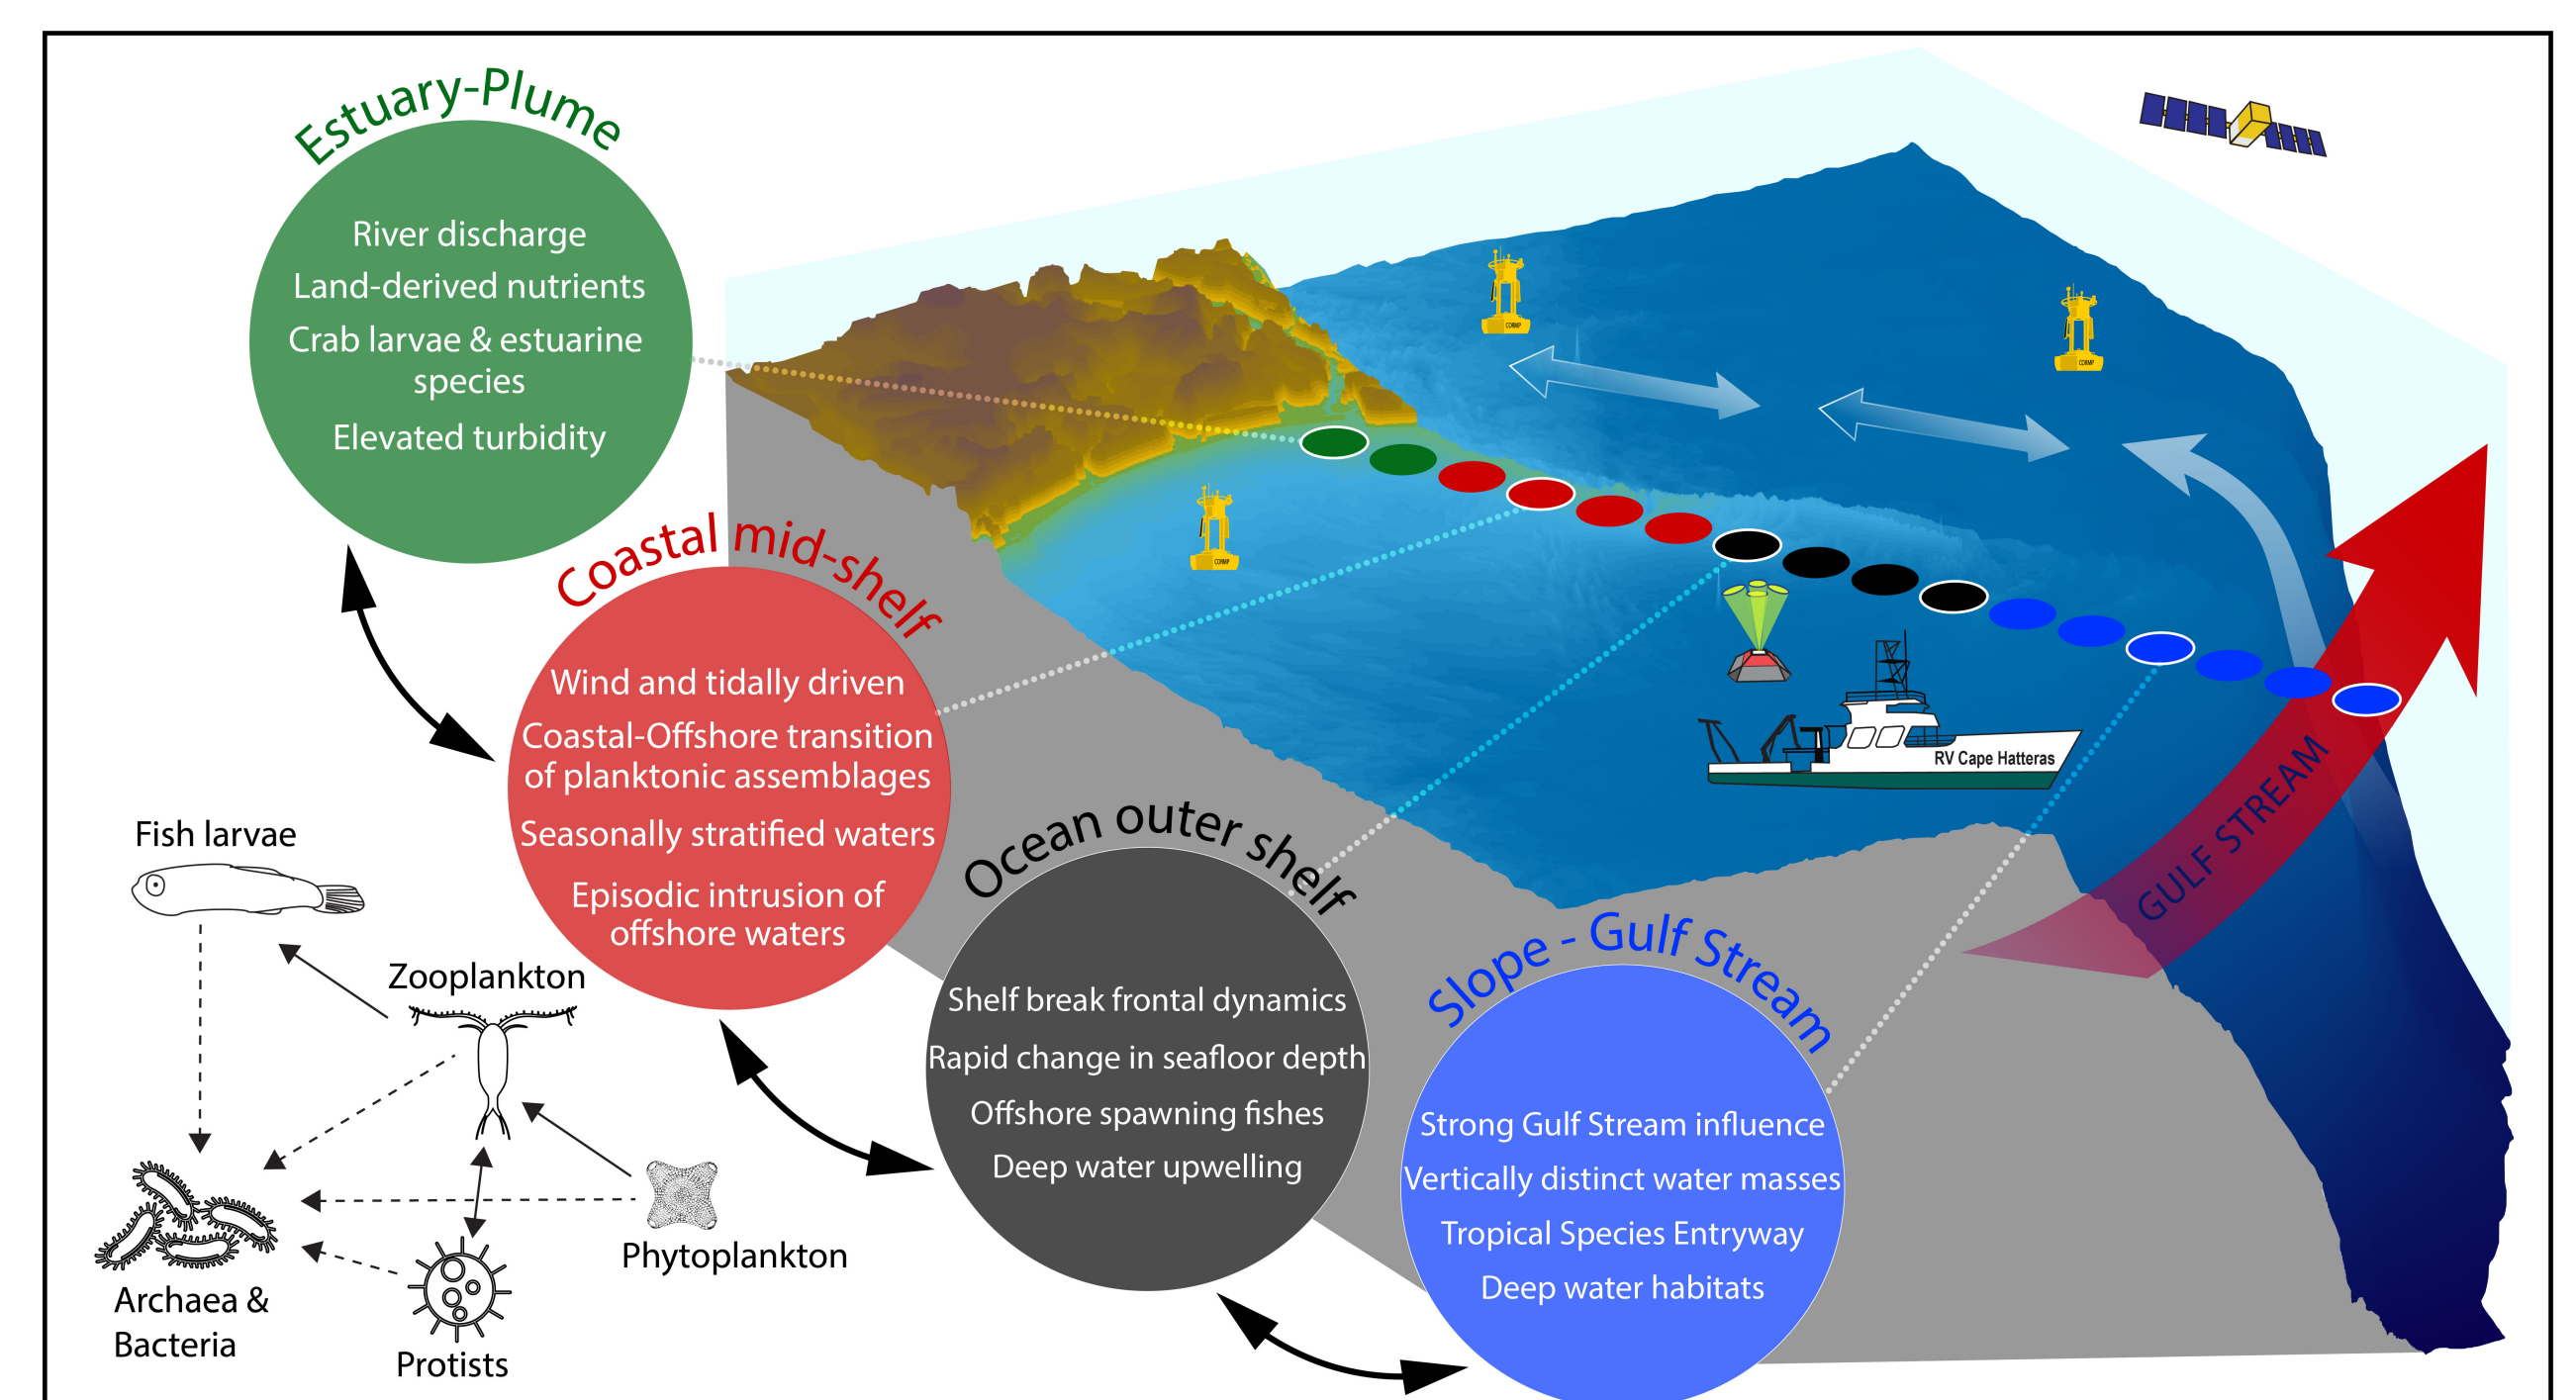 Estuary-Plume
River discharge
Land-derived nutrients
Crab larvae & estuarine
species
Elevated turbidity
Coastal mid-shelf
Wind and tidally driven
Coastal-Offshore transition
of planktonic assemblages
Seasonally stratified waters
Episodic intrusion of
offshore waters
Ocean outer shelf
Shelf break frontal dynamics
Rapid change in seafloor depth
Offshore spawning fishes
Deep water upwelling
Slope - Gulf Stream
Strong Gulf Stream influence
Vertically distinct water masses
Tropical Species Entryway
Deep water habitats
CORMP
CORMP
CORMP
RV Cape Hatteras
GULF STREAM
Fish larvae
Zooplankton
Phytoplankton
Archaea &
Bacteria
Protists